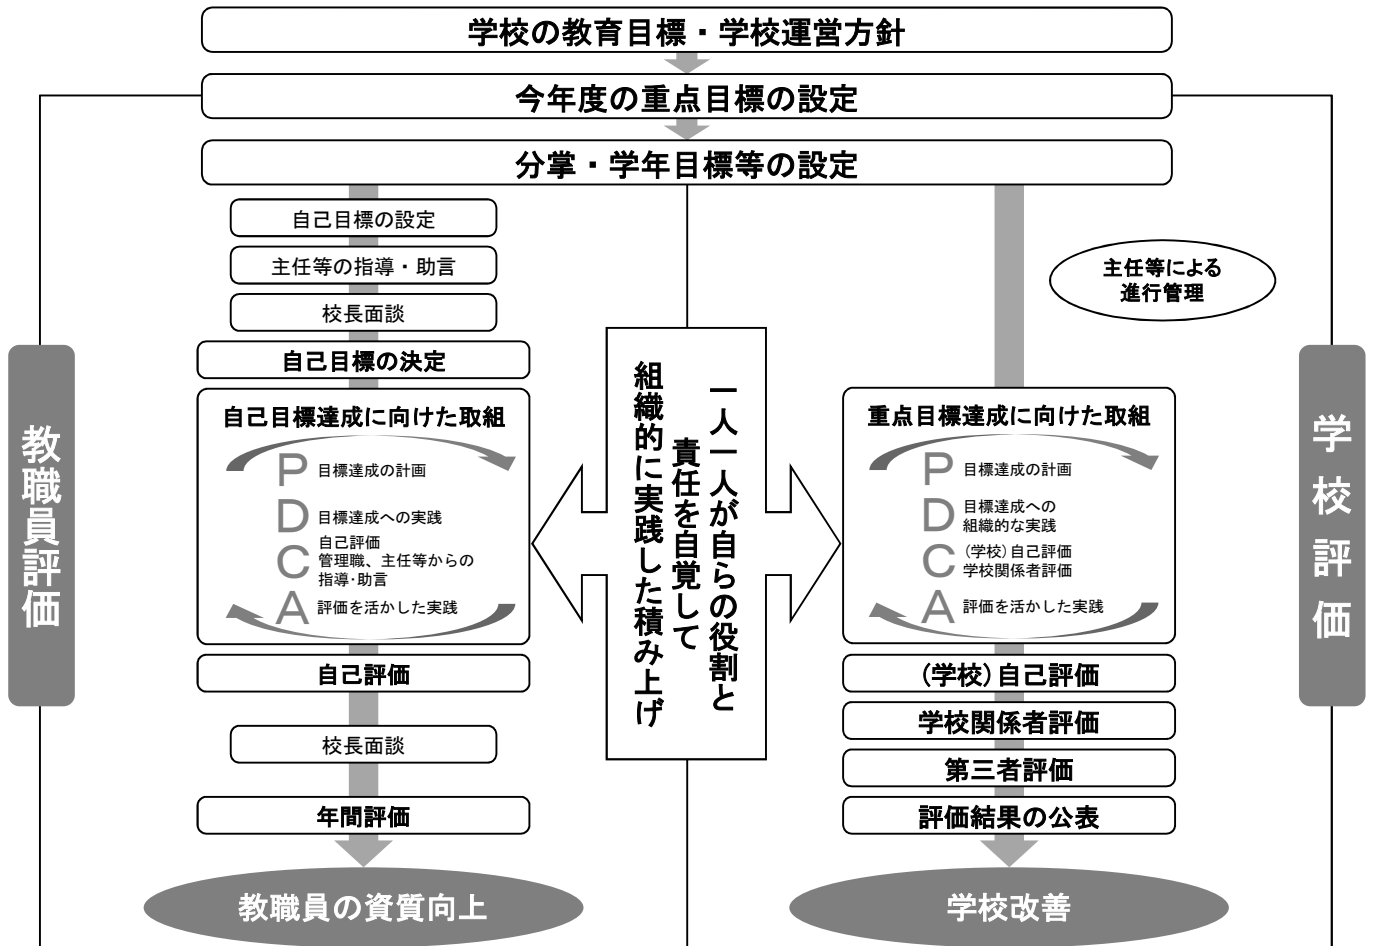 学校の教育目標・学校運営方針
今年度の重点目標の設定
分掌・学年目標等の設定
教職員評価
自己目標の設定
主任等の指導・助言
校長面談
自己目標の決定
自己目標達成に向けた取組
P 目標達成の計画
D 目標達成への実践
C 自己評価
管理職、主任等からの
指導・助言
A 評価を活かした実践
自己評価
校長面談
年間評価
教職員の資質向上
一人一人が自らの役割と
責任を自覚して
組織的に実践した積み上げ
主任等による
進行管理
重点目標達成に向けた取組
P 目標達成の計画
D 目標達成への
組織的な実践
C (学校)自己評価
学校関係者評価
A 評価を活かした実践
(学校)自己評価
学校関係者評価
第三者評価
評価結果の公表
学校改善
学校評価